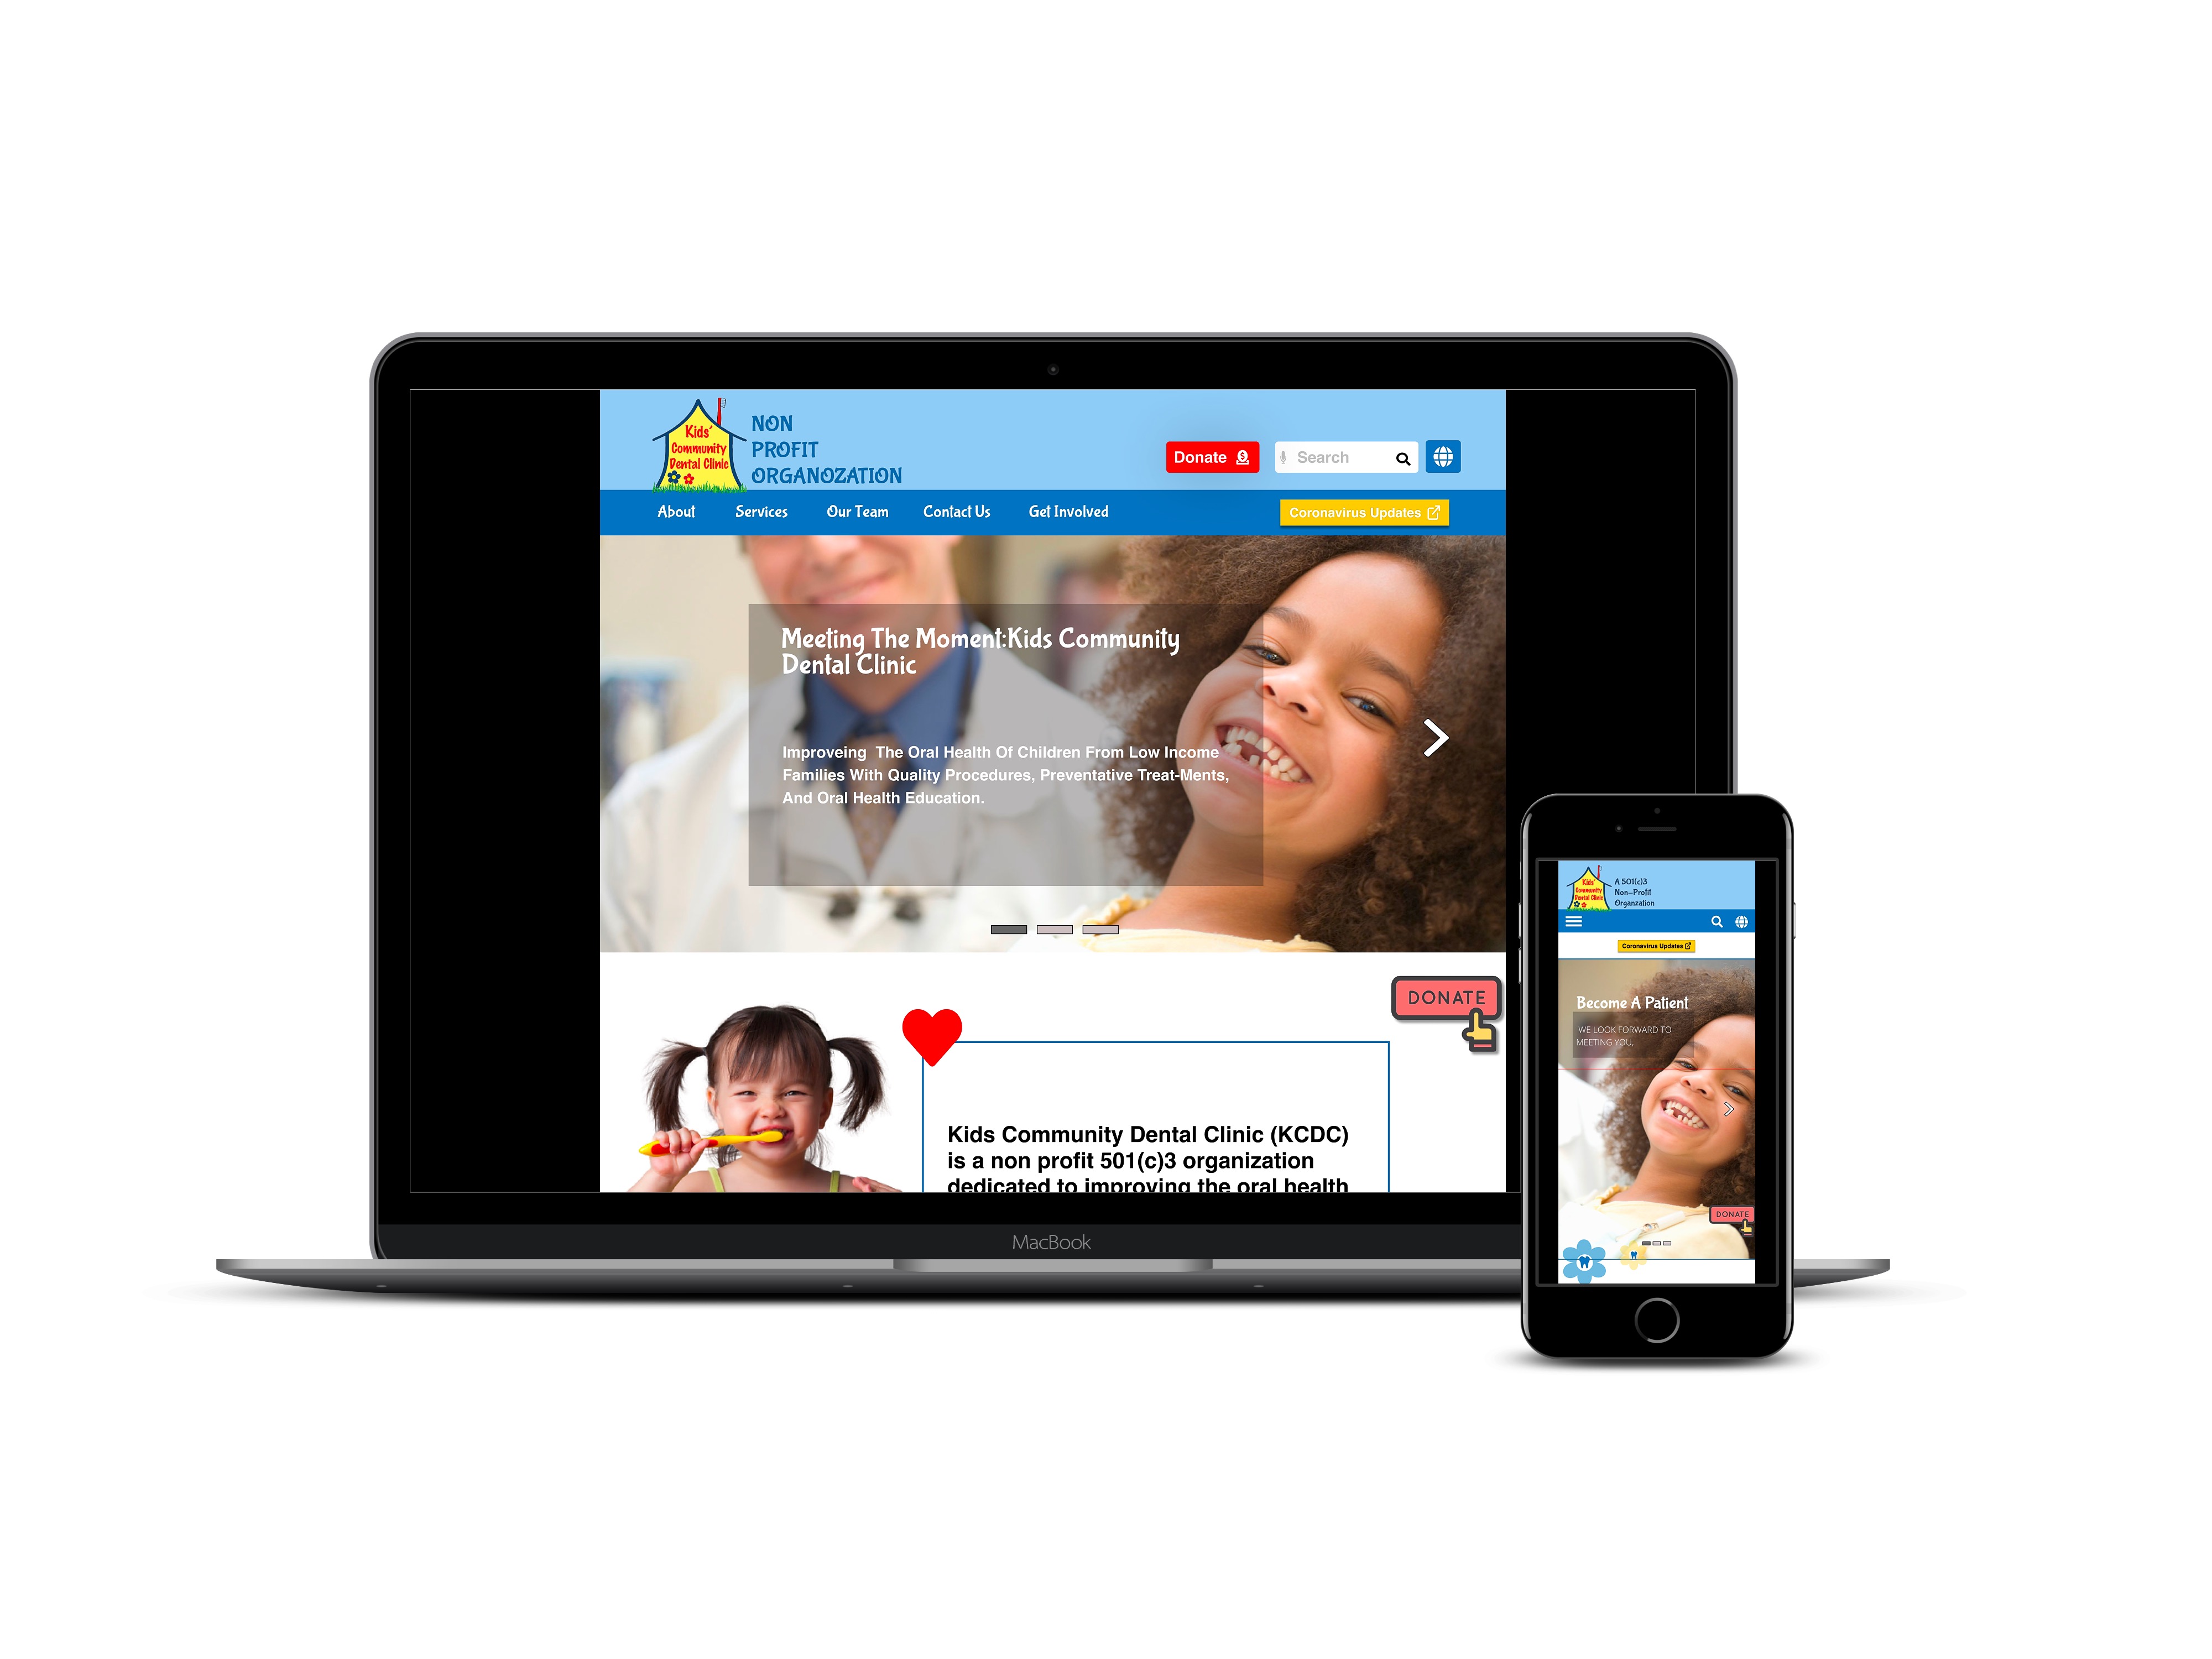 Kids'
Community
Dental Clinic
NON
PROFIT
ORGANOZATION
Donate
Search
About Services Our Team Contact Us Get Involved
Coronavirus Updates
Meeting The Moment:Kids Community
Dental Clinic
Improveing The Oral Health Of Children From Low Income
Families With Quality Procedures, Preventative Treat-Ments,
And Oral Health Education.
DONATE
Kids Community Dental Clinic (KCDC)
is a non profit 501(c)3 organization
dedicated to improving the oral health
MacBook
Kids'
Community
Dental Clinic
A 501(c)3
Non-Profit
Organzation
Coronavirus Updates
Become A Patient
WE LOOK FORWARD TO
MEETING YOU,
DONATE